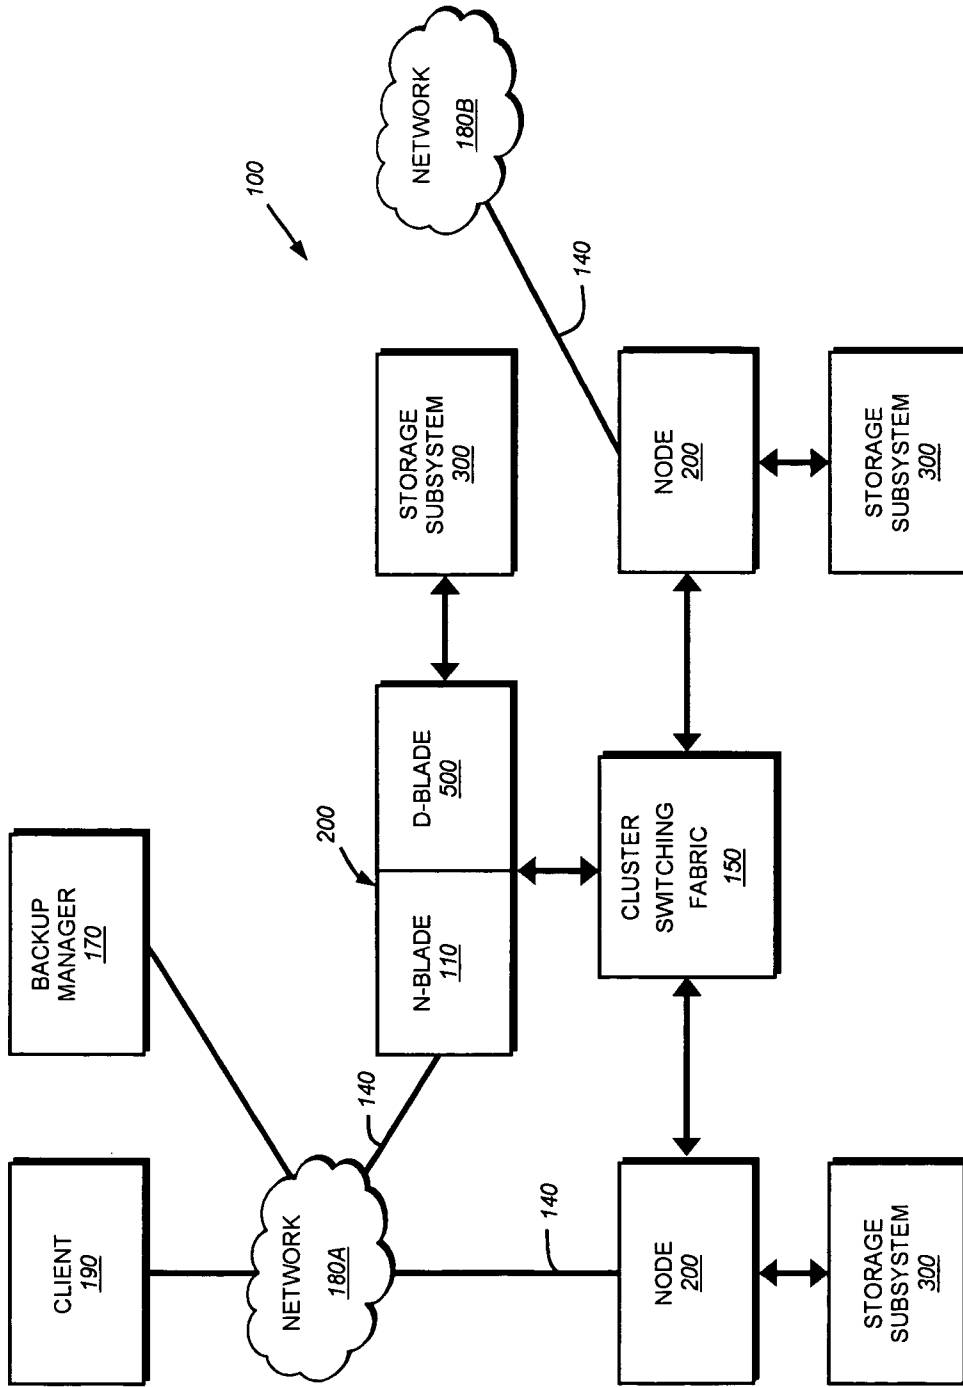 CLIENT
190
BACKUP
MANAGER
170
100
NETWORK
180A
140
200
N-BLADE
110
D-BLADE
500
STORAGE
SUBSYSTEM
300
NETWORK
180B
140
140
NODE
200
CLUSTER
SWITCHING
FABRIC
150
NODE
200
STORAGE
SUBSYSTEM
300
STORAGE
SUBSYSTEM
300